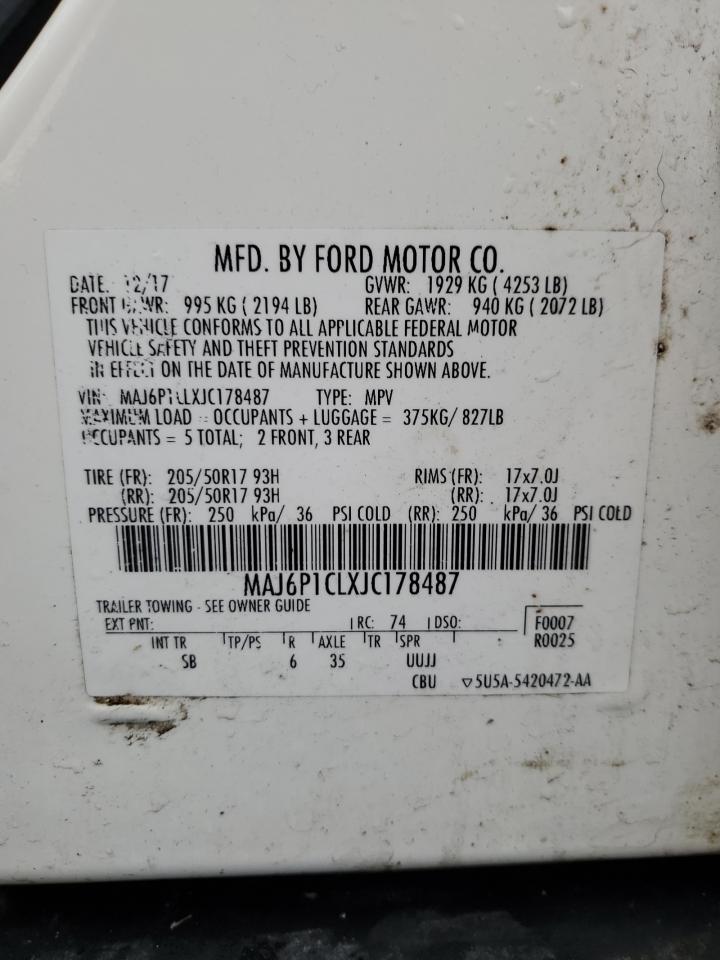 MFD. BY FORD MOTOR CO.
DATE: 12/17 GVWR: 1929 KG ( 4253 LB)
FRONT GAWR: 995 KG ( 2194 LB) REAR GAWR: 940 KG ( 2072 LB)
THIS VEHICLE CONFORMS TO ALL APPLICABLE FEDERAL MOTOR
VEHICLE SAFETY AND THEFT PREVENTION STANDARDS
IN EFFECT ON THE DATE OF MANUFACTURE SHOWN ABOVE.
VIN: MAJ6P1CLXJC178487 TYPE: MPV
MAXIMUM LOAD = OCCUPANTS + LUGGAGE = 375KG/ 827LB
OCCUPANTS = 5 TOTAL; 2 FRONT, 3 REAR
TIRE (FR): 205/50R17 93H RIMS (FR): 17x7.0J
(RR): 205/50R17 93H (RR): 17x7.0J
PRESSURE (FR): 250 kPa/ 36 PSI COLD (RR): 250 kPa/ 36 PSI COLD
MAJ6P1CLXJC178487
TRAILER TOWING - SEE OWNER GUIDE
EXT PNT: RC: 74 DSO: F0007
INT TR TP/PS R AXLE TR SPR R0025
SB 6 35 UUJJ
CBU ▽5U5A-5420472-AA